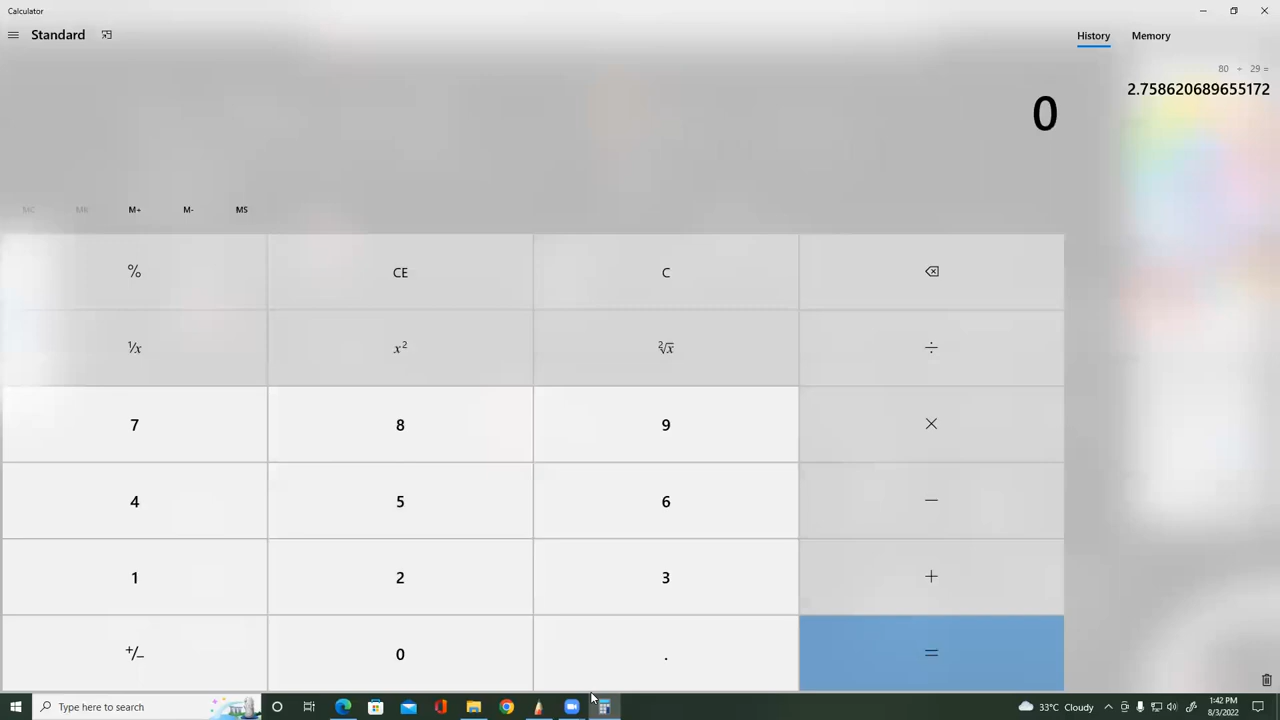 Calculator
Standard
History Memory
80 ÷ 29 =
2.758620689655172
0
MC MR M+ M- MS
% CE C
⅟x x² ²√x ÷
7 8 9 ×
4 5 6 −
1 2 3 +
+/− 0 . =
Type here to search
33°C Cloudy
1:42 PM
8/3/2022